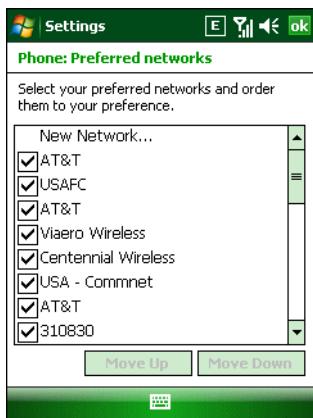 Settings
E
ok
Phone: Preferred networks
Select your preferred networks and order
them to your preference.
New Network...
AT&T
USAFC
AT&T
Viaero Wireless
Centennial Wireless
USA - Commnet
AT&T
310830
Move Up
Move Down